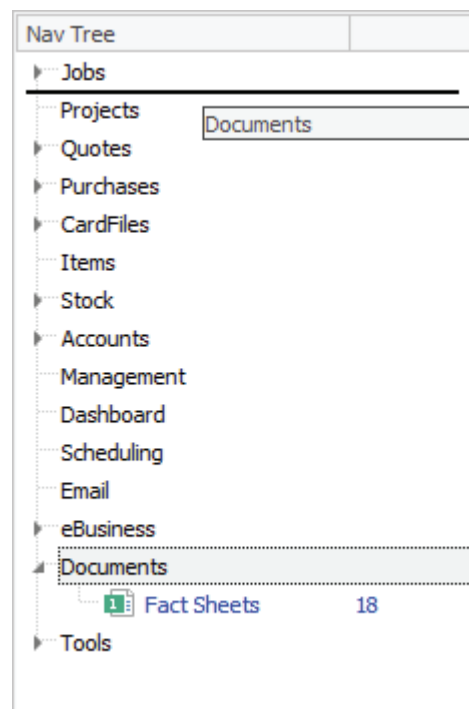 Nav Tree
Jobs
Projects
Documents
Quotes
Purchases
CardFiles
Items
Stock
Accounts
Management
Dashboard
Scheduling
Email
eBusiness
Documents
1 Fact Sheets 18
Tools